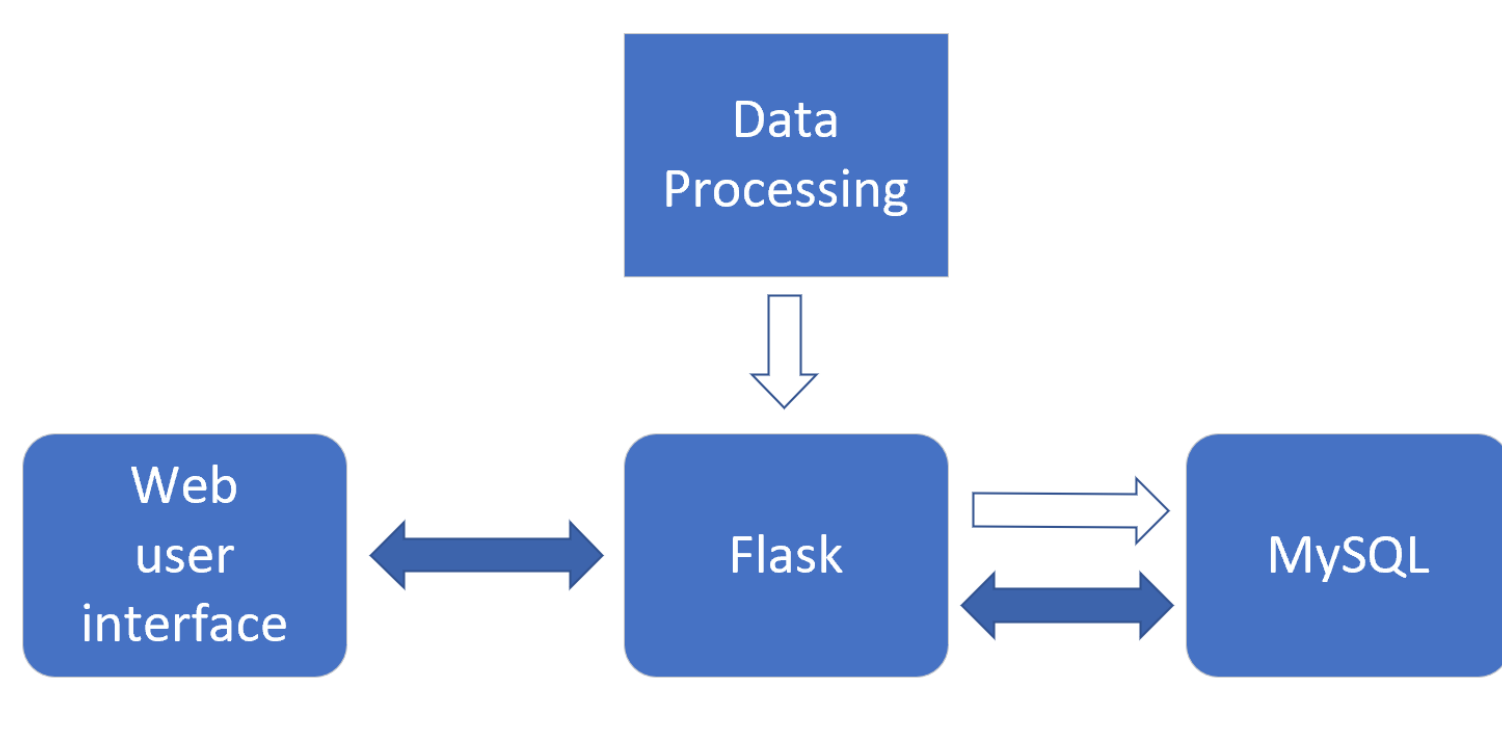 Data
Processing
Web
user
interface
Flask
MySQL